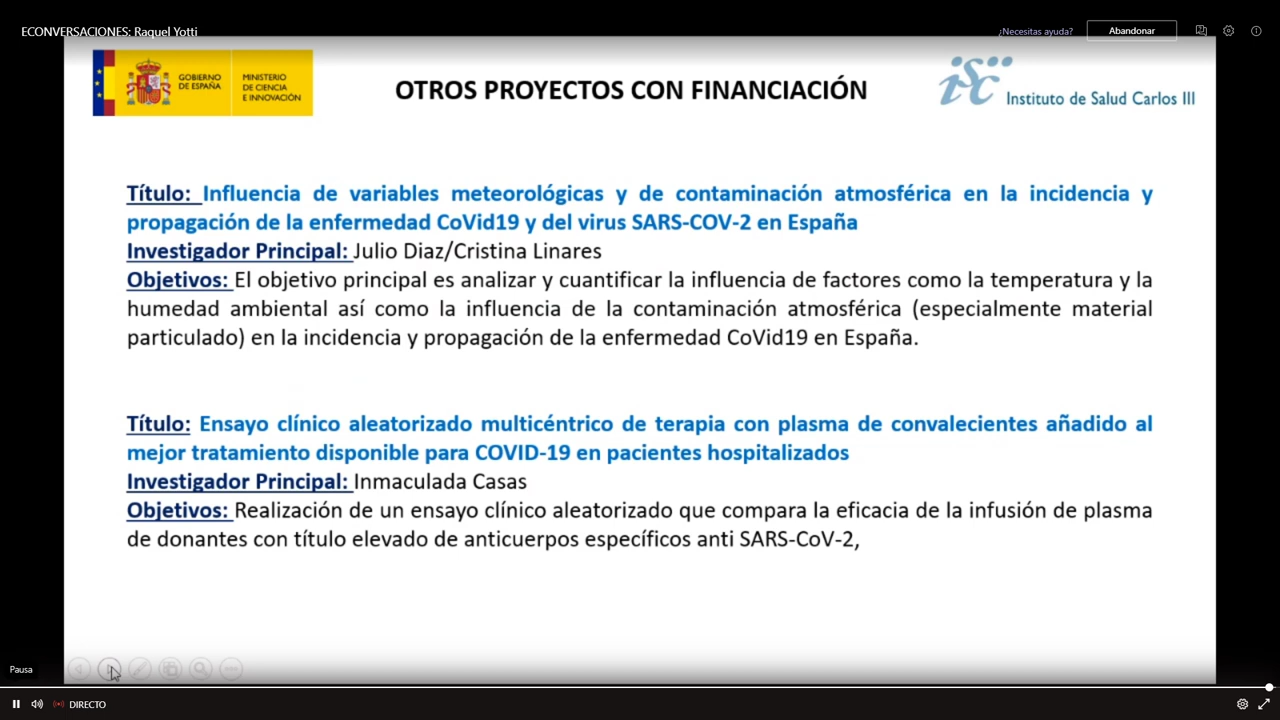 ECONVERSACIONES: Raquel Yotti
¿Necesitas ayuda?
Abandonar
GOBIERNO
DE ESPAÑA
MINISTERIO
DE CIENCIA
E INNOVACIÓN
OTROS PROYECTOS CON FINANCIACIÓN
isc
Instituto de Salud Carlos III
Título: Influencia de variables meteorológicas y de contaminación atmosférica en la incidencia y
propagación de la enfermedad CoVid19 y del virus SARS-COV-2 en España
Investigador Principal: Julio Diaz/Cristina Linares
Objetivos: El objetivo principal es analizar y cuantificar la influencia de factores como la temperatura y la
humedad ambiental así como la influencia de la contaminación atmosférica (especialmente material
particulado) en la incidencia y propagación de la enfermedad CoVid19 en España.
Título: Ensayo clínico aleatorizado multicéntrico de terapia con plasma de convalecientes añadido al
mejor tratamiento disponible para COVID-19 en pacientes hospitalizados
Investigador Principal: Inmaculada Casas
Objetivos: Realización de un ensayo clínico aleatorizado que compara la eficacia de la infusión de plasma
de donantes con título elevado de anticuerpos específicos anti SARS-CoV-2,
Pausa
DIRECTO